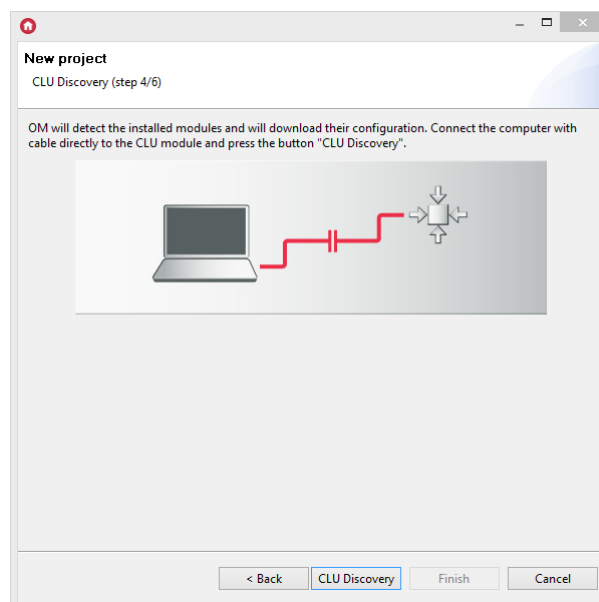 New project
CLU Discovery (step 4/6)
OM will detect the installed modules and will download their configuration. Connect the computer with
cable directly to the CLU module and press the button "CLU Discovery".
< Back CLU Discovery Finish Cancel